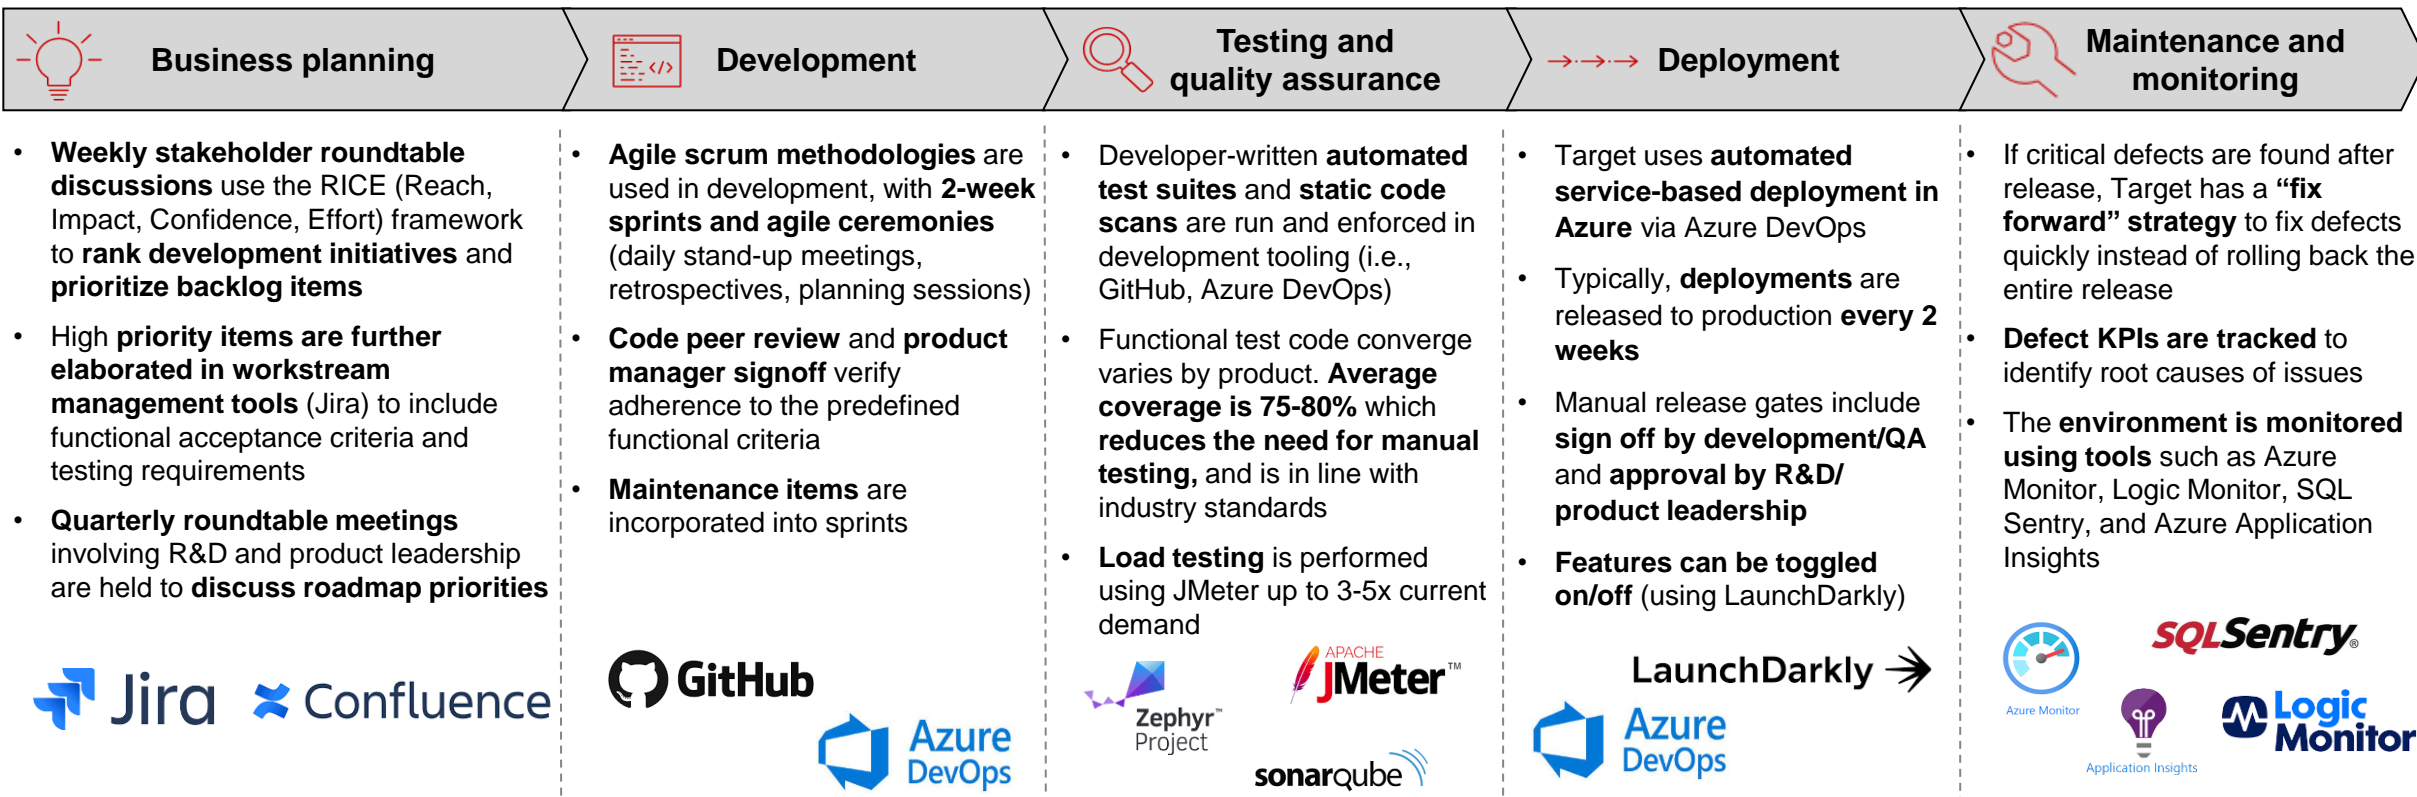 Business planning
• Weekly stakeholder roundtable
discussions use the RICE (Reach,
Impact, Confidence, Effort) framework
to rank development initiatives and
prioritize backlog items
• High priority items are further
elaborated in workstream
management tools (Jira) to include
functional acceptance criteria and
testing requirements
• Quarterly roundtable meetings
involving R&D and product leadership
are held to discuss roadmap priorities
Jira
Confluence
</>
Development
• Agile scrum methodologies are
used in development, with 2-week
sprints and agile ceremonies
(daily stand-up meetings,
retrospectives, planning sessions)
• Code peer review and product
manager signoff verify
adherence to the predefined
functional criteria
• Maintenance items are
incorporated into sprints
GitHub
Azure
DevOps
Testing and
quality assurance
• Developer-written automated
test suites and static code
scans are run and enforced in
development tooling (i.e.,
GitHub, Azure DevOps)
• Functional test code converge
varies by product. Average
coverage is 75-80% which
reduces the need for manual
testing, and is in line with
industry standards
• Load testing is performed
using JMeter up to 3-5x current
demand
APACHE
JMeter™
Zephyr™
Project
sonarqube
Deployment
• Target uses automated
service-based deployment in
Azure via Azure DevOps
• Typically, deployments are
released to production every 2
weeks
• Manual release gates include
sign off by development/QA
and approval by R&D/
product leadership
• Features can be toggled
on/off (using LaunchDarkly)
LaunchDarkly
Azure
DevOps
Maintenance and
monitoring
• If critical defects are found after
release, Target has a “fix
forward” strategy to fix defects
quickly instead of rolling back the
entire release
• Defect KPIs are tracked to
identify root causes of issues
• The environment is monitored
using tools such as Azure
Monitor, Logic Monitor, SQL
Sentry, and Azure Application
Insights
SQLSentry®
Azure Monitor
Logic
Monitor
Application Insights